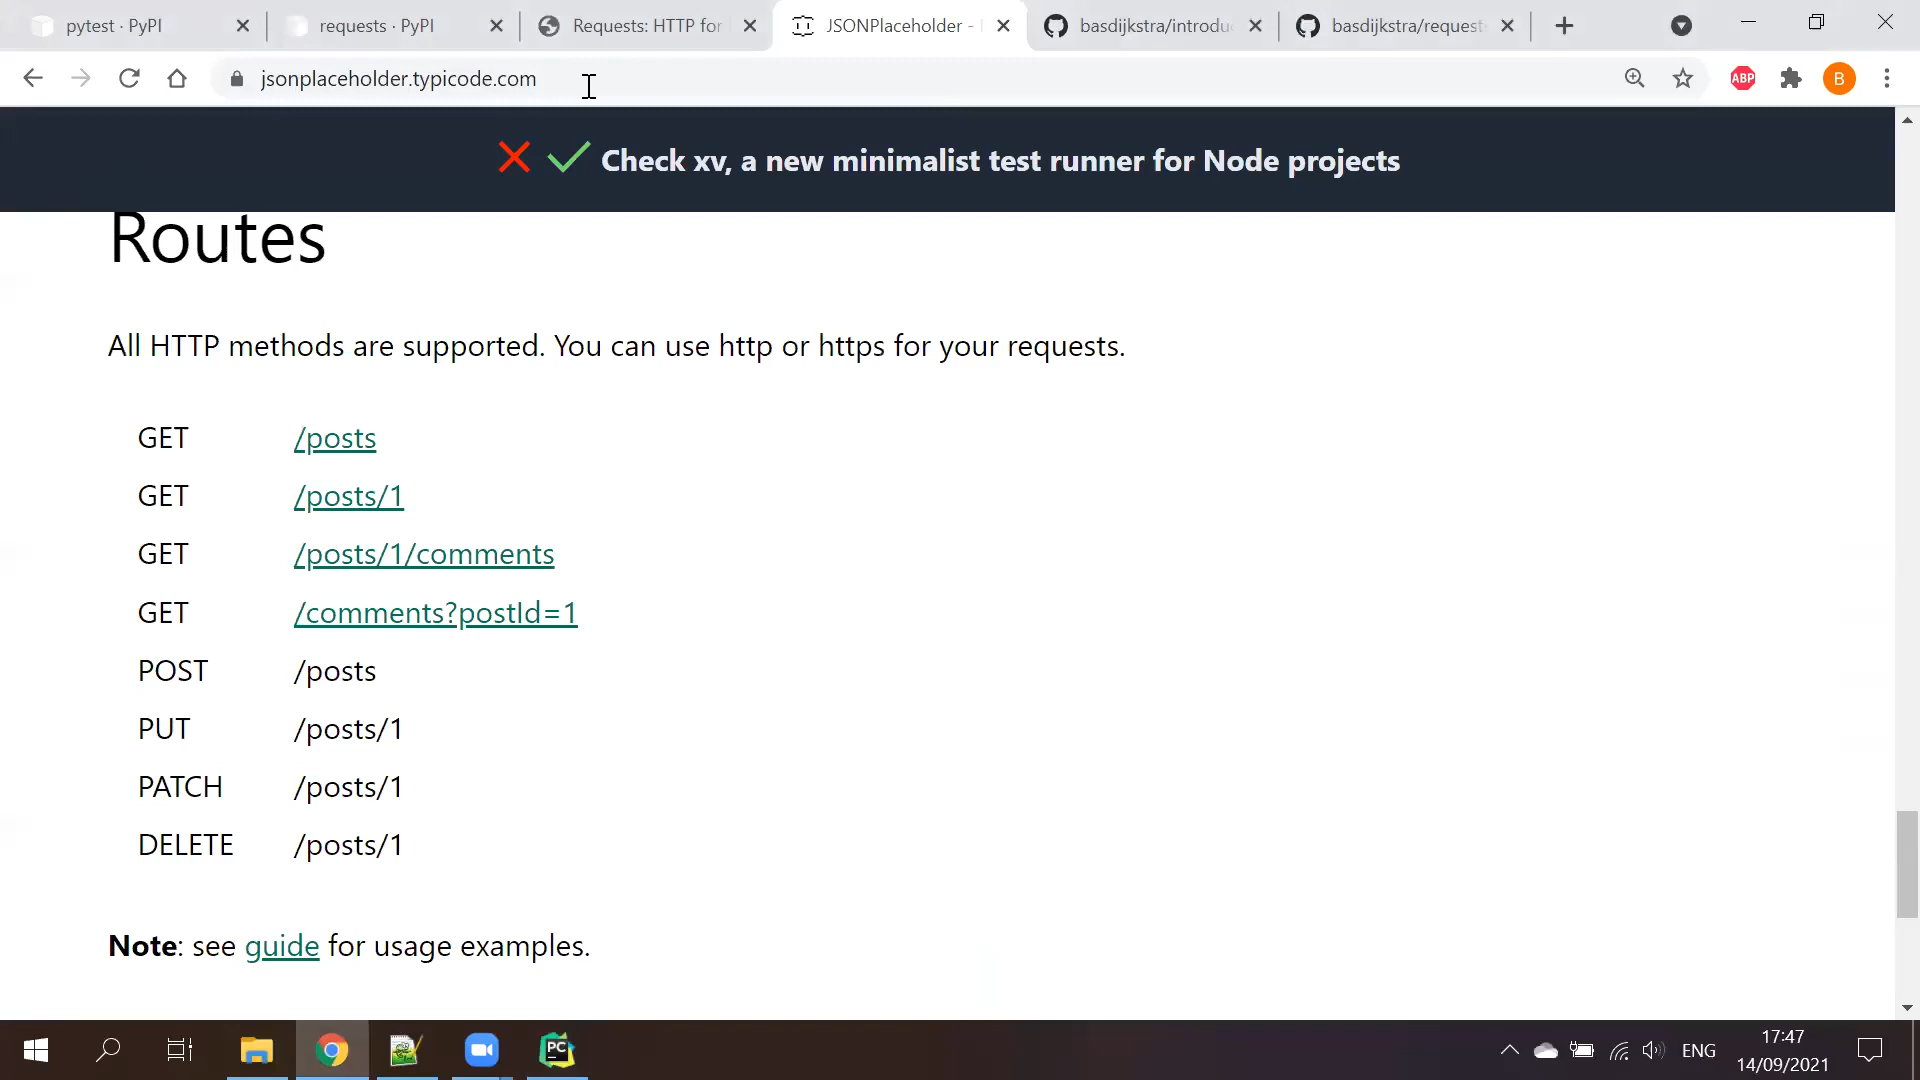 pytest · PyPI
requests · PyPI
Requests: HTTP for
JSONPlaceholder -
basdijkstra/introdu
basdijkstra/request
jsonplaceholder.typicode.com
ABP
B
Check xv, a new minimalist test runner for Node projects
Routes
All HTTP methods are supported. You can use http or https for your requests.
GET /posts
GET /posts/1
GET /posts/1/comments
GET /comments?postId=1
POST /posts
PUT /posts/1
PATCH /posts/1
DELETE /posts/1
Note: see guide for usage examples.
PC
ENG
17:47
14/09/2021